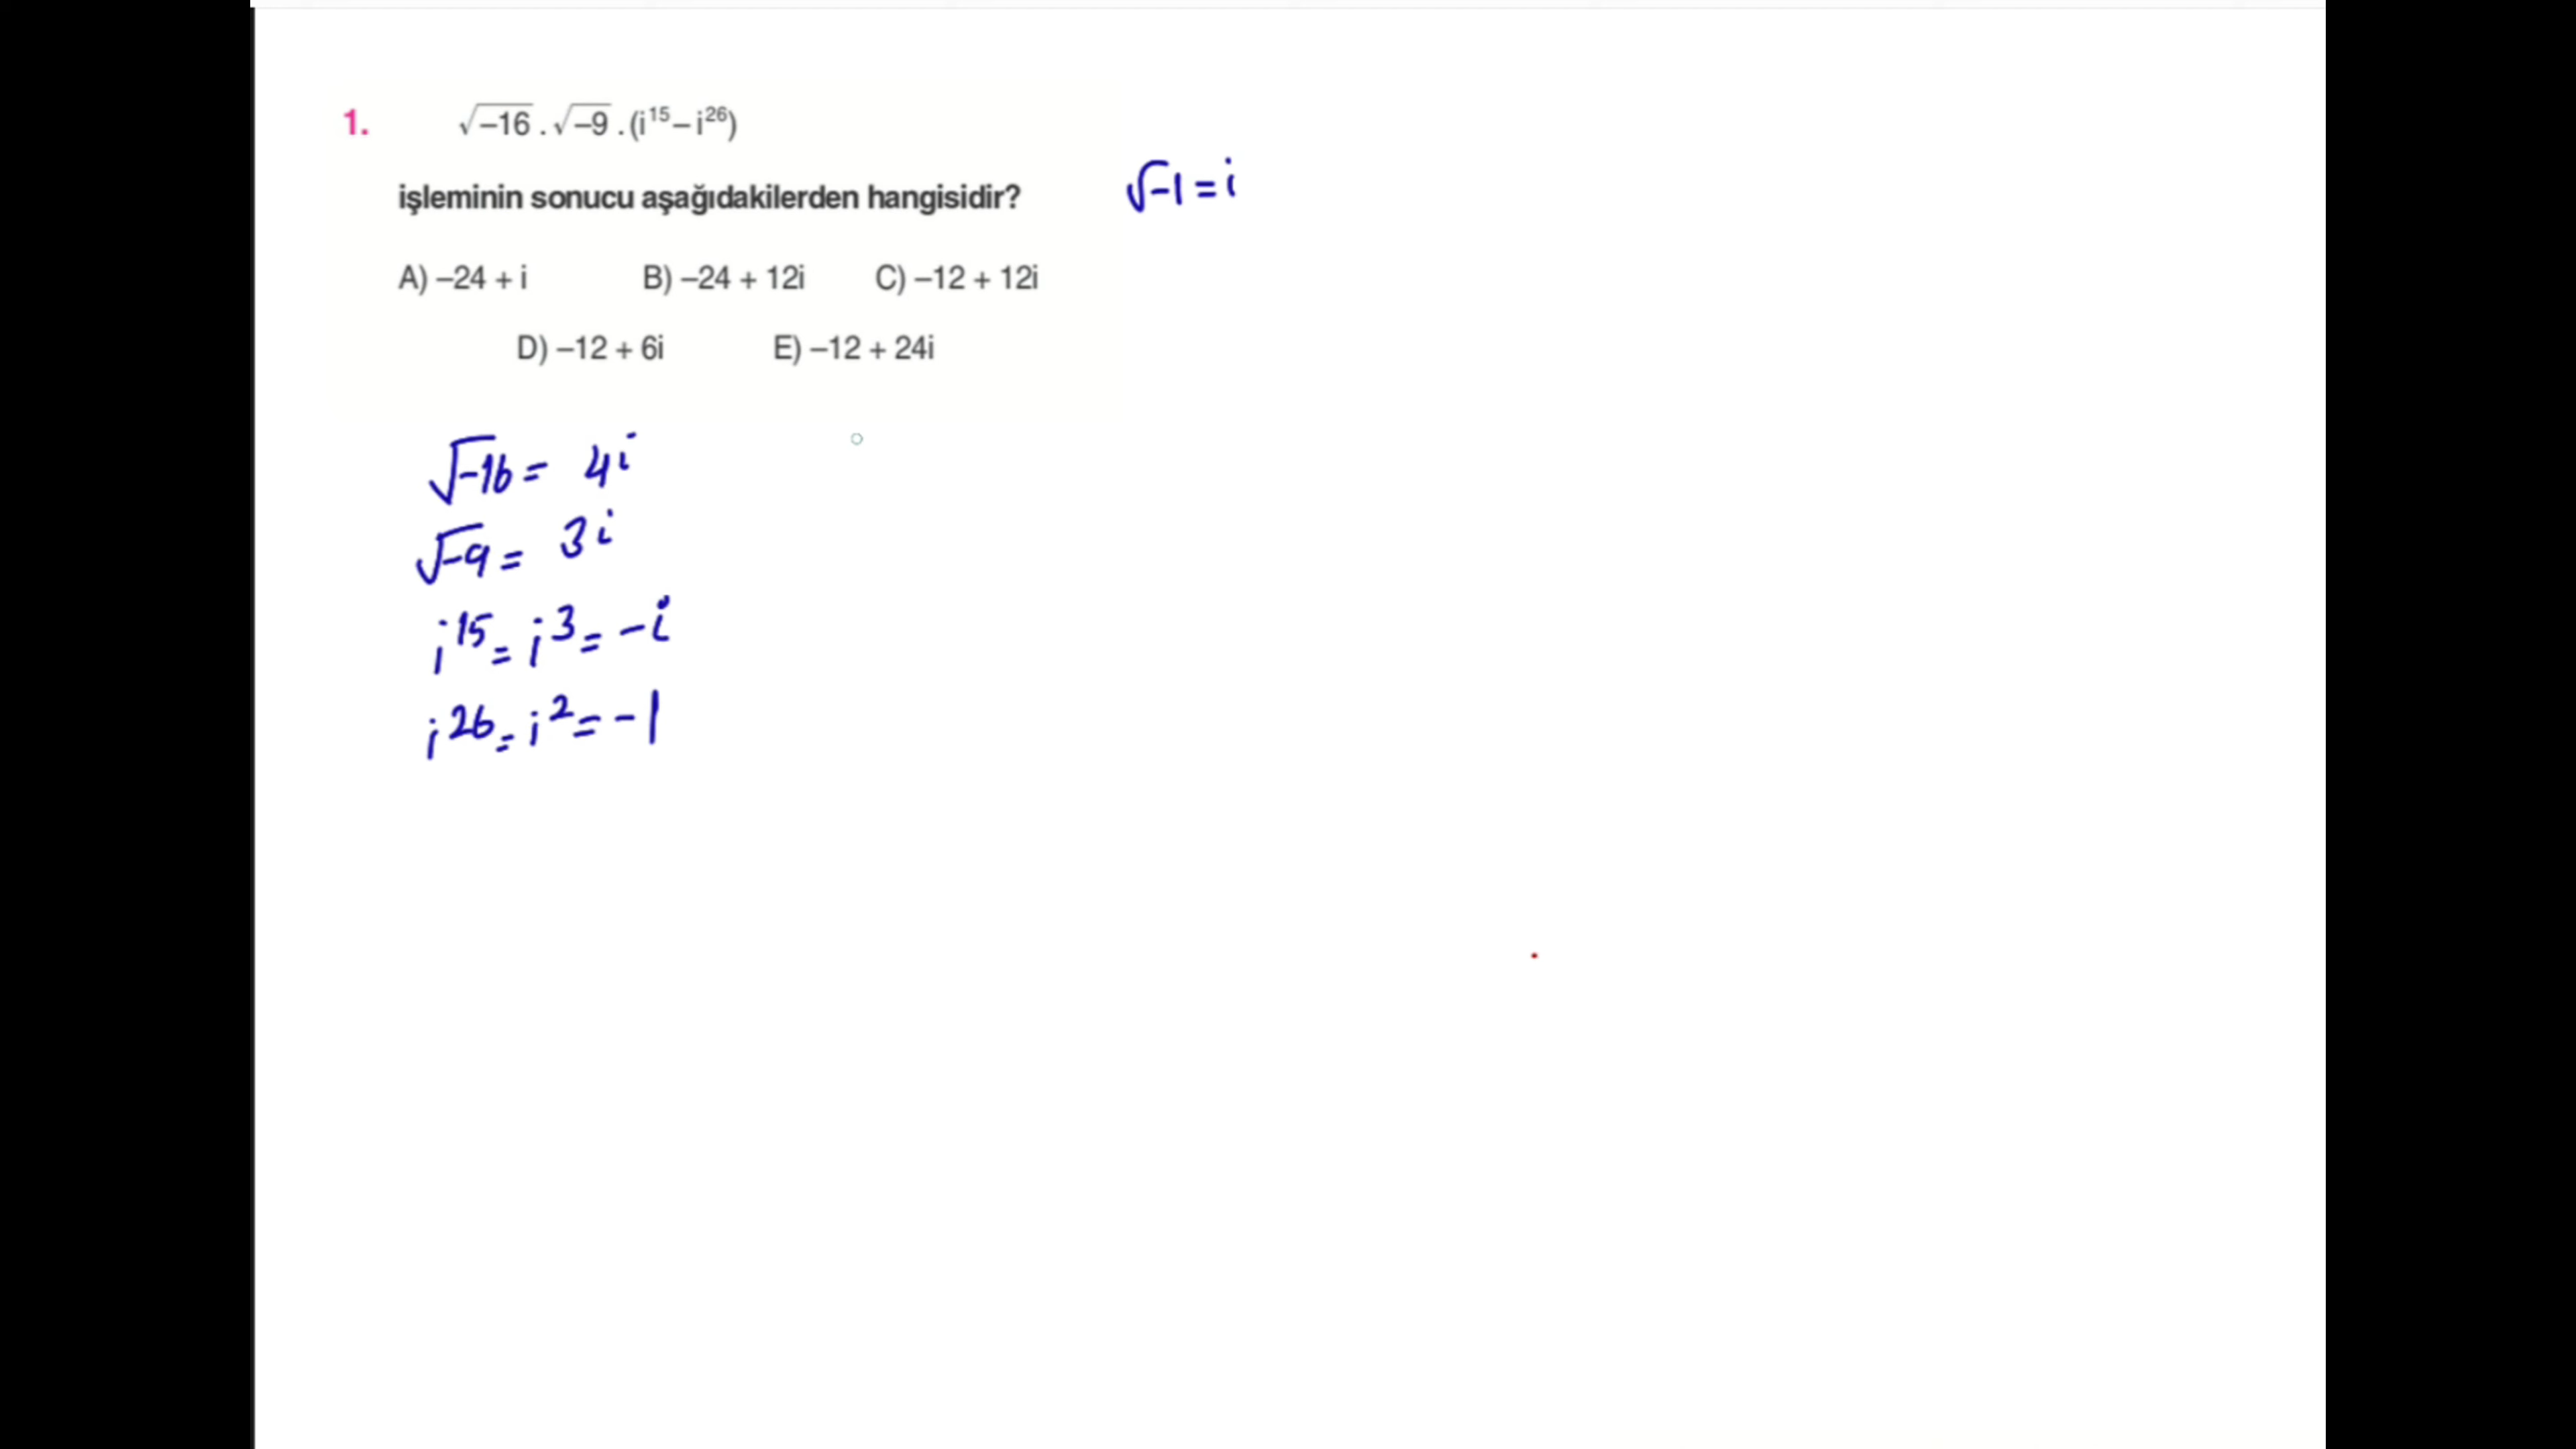 1. √–16 . √–9 . (i¹⁵ – i²⁶)
işleminin sonucu aşağıdakilerden hangisidir?
√-1 = i
A) –24 + i B) –24 + 12i C) –12 + 12i
D) –12 + 6i E) –12 + 24i
√-16 = 4i
√-9 = 3i
i¹⁵ = i³ = -i
i²⁶ = i² = -1